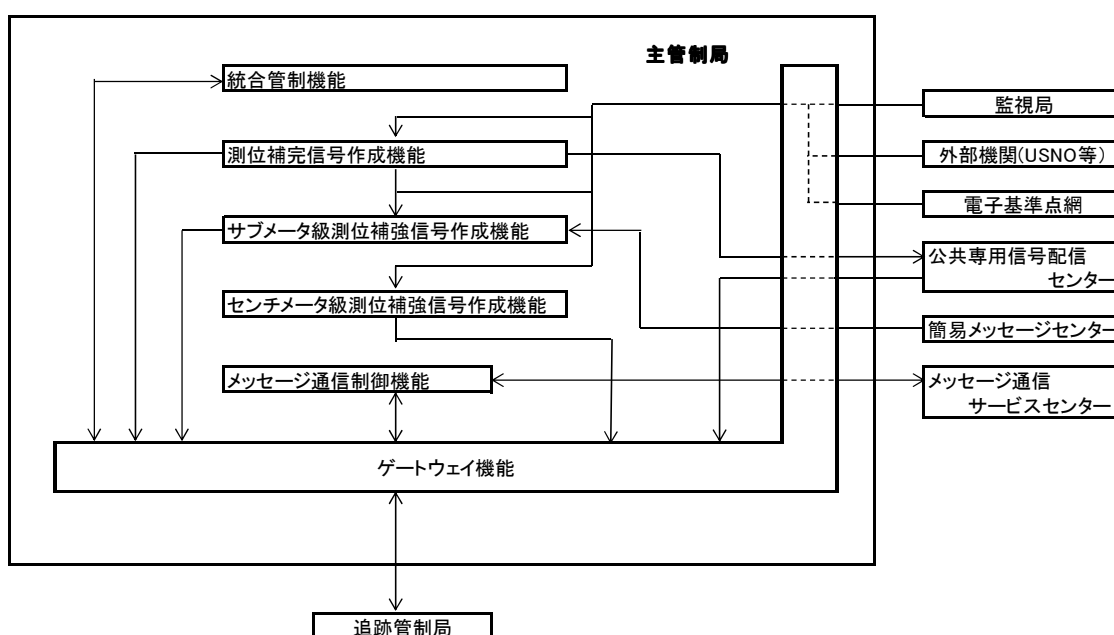 主管制局
統合管制機能
監視局
測位補完信号作成機能
外部機関(USNO等)
電子基準点網
サブメータ級測位補強信号作成機能
公共専用信号配信
センター
センチメータ級測位補強信号作成機能
簡易メッセージセンター
メッセージ通信制御機能
メッセージ通信
サービスセンター
ゲートウェイ機能
追跡管制局